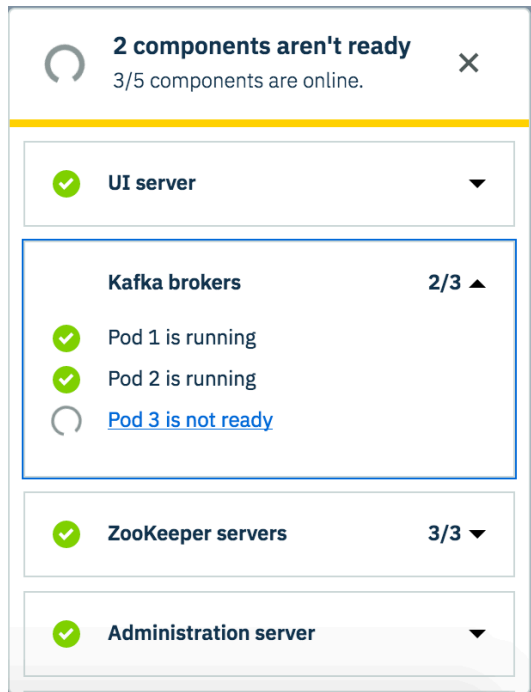 2 components aren't ready
3/5 components are online.
UI server
Kafka brokers 2/3
Pod 1 is running
Pod 2 is running
Pod 3 is not ready
ZooKeeper servers 3/3
Administration server